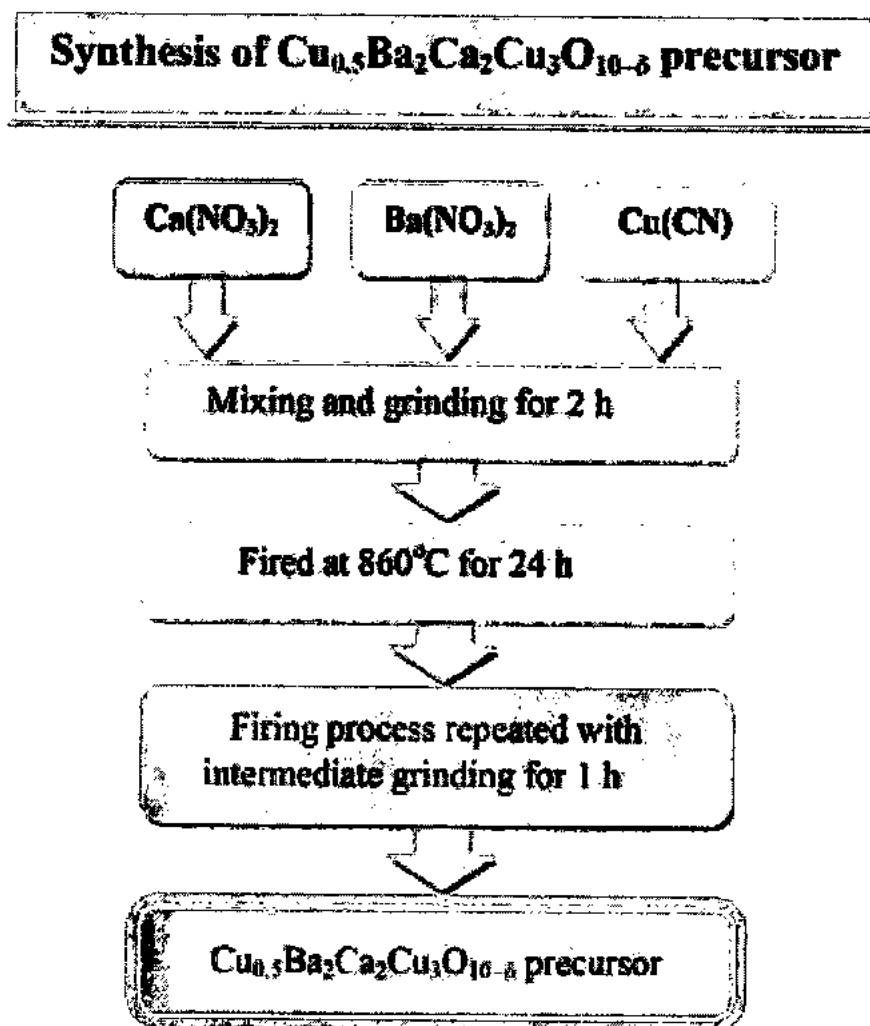 Synthesis of Cu₀.₅Ba₂Ca₂Cu₃O₁₀₋δ precursor
Ca(NO₃)₂
Ba(NO₃)₂
Cu(CN)
Mixing and grinding for 2 h
Fired at 860°C for 24 h
Firing process repeated with
intermediate grinding for 1 h
Cu₀.₅Ba₂Ca₂Cu₃O₁₀₋δ precursor